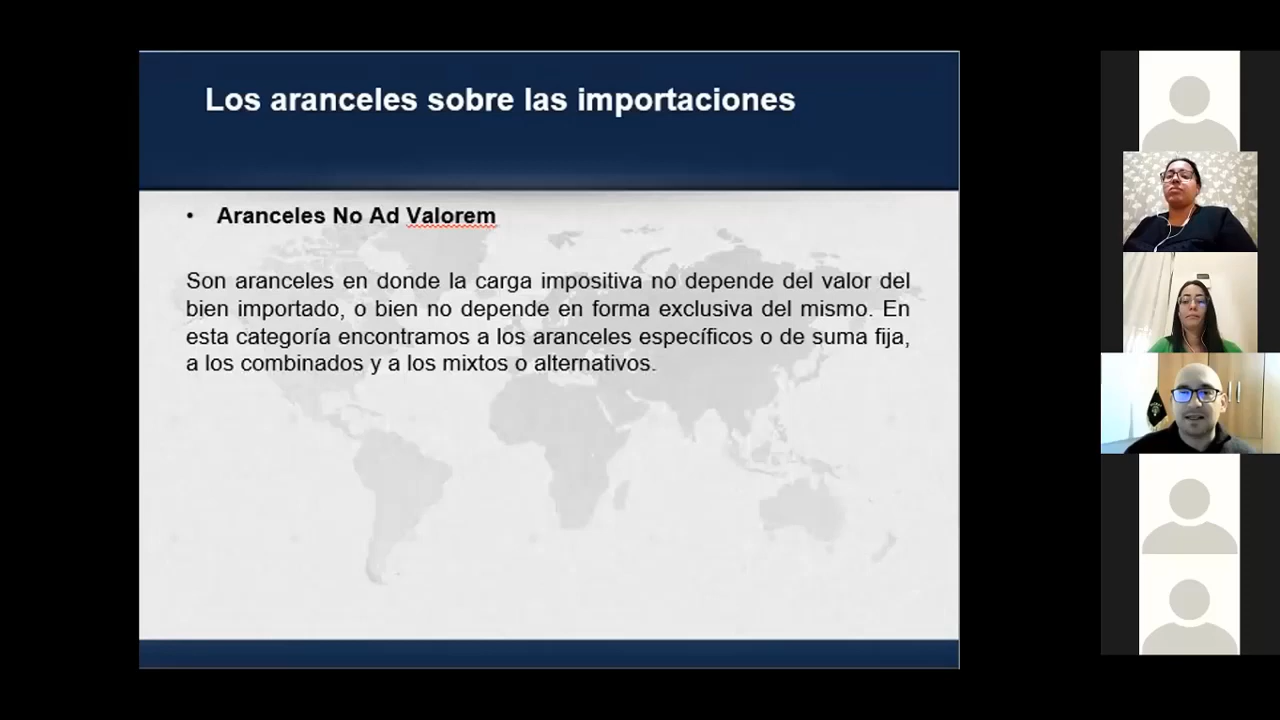 Los aranceles sobre las importaciones
• Aranceles No Ad Valorem
Son aranceles en donde la carga impositiva no depende del valor del
bien importado, o bien no depende en forma exclusiva del mismo. En
esta categoría encontramos a los aranceles específicos o de suma fija,
a los combinados y a los mixtos o alternativos.